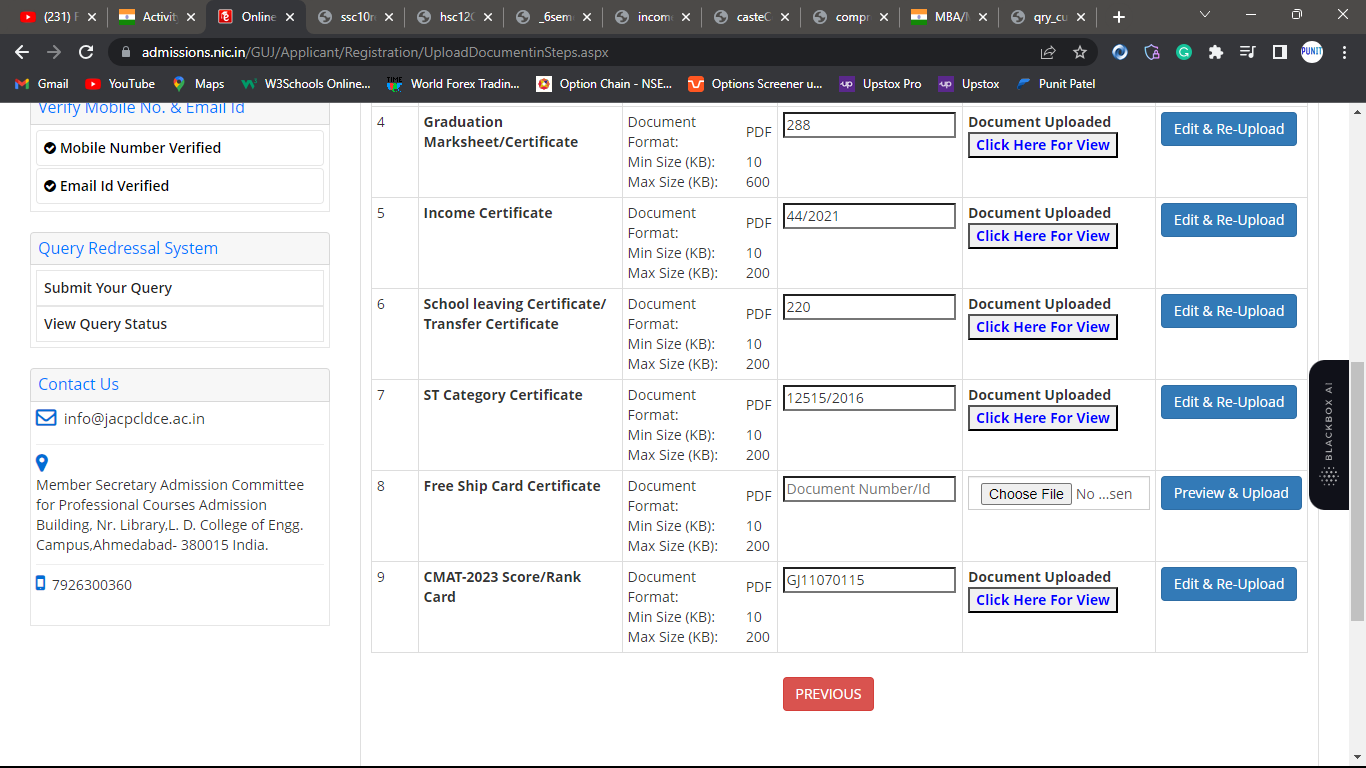 (231) F
Activity
Online
ssc10re
hsc12C
_6sem
income
casteC
compr
MBA/M
qry_cu
admissions.nic.in/GUJ/Applicant/Registration/UploadDocumentinSteps.aspx
PUNIT
Gmail
YouTube
Maps
W3Schools Online...
TIME
World Forex Tradin...
Option Chain - NSE...
Options Screener u...
up
Upstox Pro
up
Upstox
Punit Patel
Verify Mobile No. & Email Id
Mobile Number Verified
Email Id Verified
Query Redressal System
Submit Your Query
View Query Status
Contact Us
info@jacpcldce.ac.in
Member Secretary Admission Committee
for Professional Courses Admission
Building, Nr. Library,L. D. College of Engg.
Campus,Ahmedabad- 380015 India.
7926300360
4 Graduation Document 288 Document Uploaded Edit & Re-Upload
Marksheet/Certificate Format: PDF Click Here For View
Min Size (KB): 10
Max Size (KB): 600
5 Income Certificate Document 44/2021 Document Uploaded Edit & Re-Upload
Format: PDF Click Here For View
Min Size (KB): 10
Max Size (KB): 200
6 School leaving Certificate/ Document 220 Document Uploaded Edit & Re-Upload
Transfer Certificate Format: PDF Click Here For View
Min Size (KB): 10
Max Size (KB): 200
7 ST Category Certificate Document 12515/2016 Document Uploaded Edit & Re-Upload
Format: PDF Click Here For View
Min Size (KB): 10
Max Size (KB): 200
8 Free Ship Card Certificate Document Document Number/Id Choose File No ...sen Preview & Upload
Format: PDF
Min Size (KB): 10
Max Size (KB): 200
9 CMAT-2023 Score/Rank Document GJ11070115 Document Uploaded Edit & Re-Upload
Card Format: PDF Click Here For View
Min Size (KB): 10
Max Size (KB): 200
PREVIOUS
BLACKBOX AI